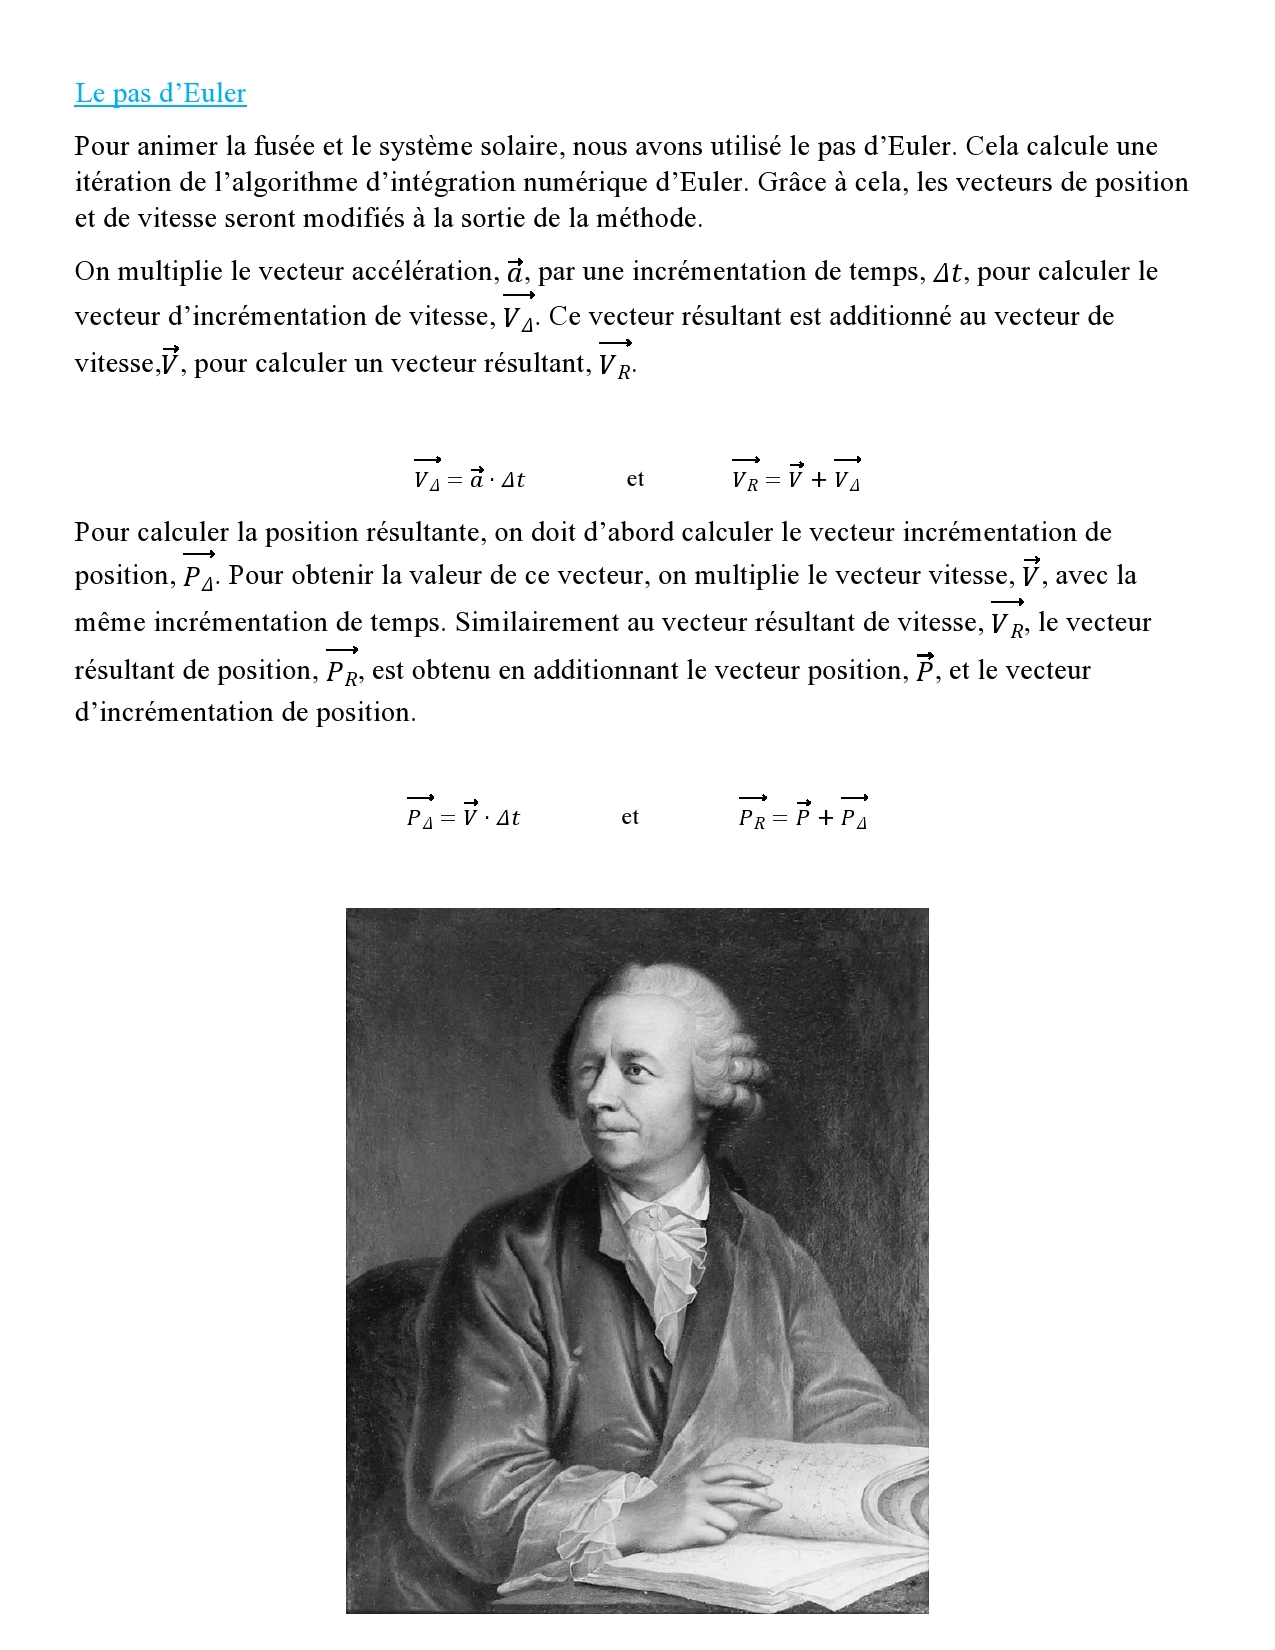 Le pas d’Euler
Pour animer la fusée et le système solaire, nous avons utilisé le pas d’Euler. Cela calcule une
itération de l’algorithme d’intégration numérique d’Euler. Grâce à cela, les vecteurs de position
et de vitesse seront modifiés à la sortie de la méthode.
On multiplie le vecteur accélération, $\vec{a}$, par une incrémentation de temps, $\Delta t$, pour calculer le
vecteur d’incrémentation de vitesse, $\overrightarrow{V_\Delta}$. Ce vecteur résultant est additionné au vecteur de
vitesse,$\vec{V}$, pour calculer un vecteur résultant, $\overrightarrow{V_R}$.
$\overrightarrow{V_\Delta} = \vec{a} \cdot \Delta t$ et $\overrightarrow{V_R} = \vec{V} + \overrightarrow{V_\Delta}$
Pour calculer la position résultante, on doit d’abord calculer le vecteur incrémentation de
position, $\overrightarrow{P_\Delta}$. Pour obtenir la valeur de ce vecteur, on multiplie le vecteur vitesse, $\vec{V}$, avec la
même incrémentation de temps. Similairement au vecteur résultant de vitesse, $\overrightarrow{V_R}$, le vecteur
résultant de position, $\overrightarrow{P_R}$, est obtenu en additionnant le vecteur position, $\vec{P}$, et le vecteur
d’incrémentation de position.
$\overrightarrow{P_\Delta} = \vec{V} \cdot \Delta t$ et $\overrightarrow{P_R} = \vec{P} + \overrightarrow{P_\Delta}$